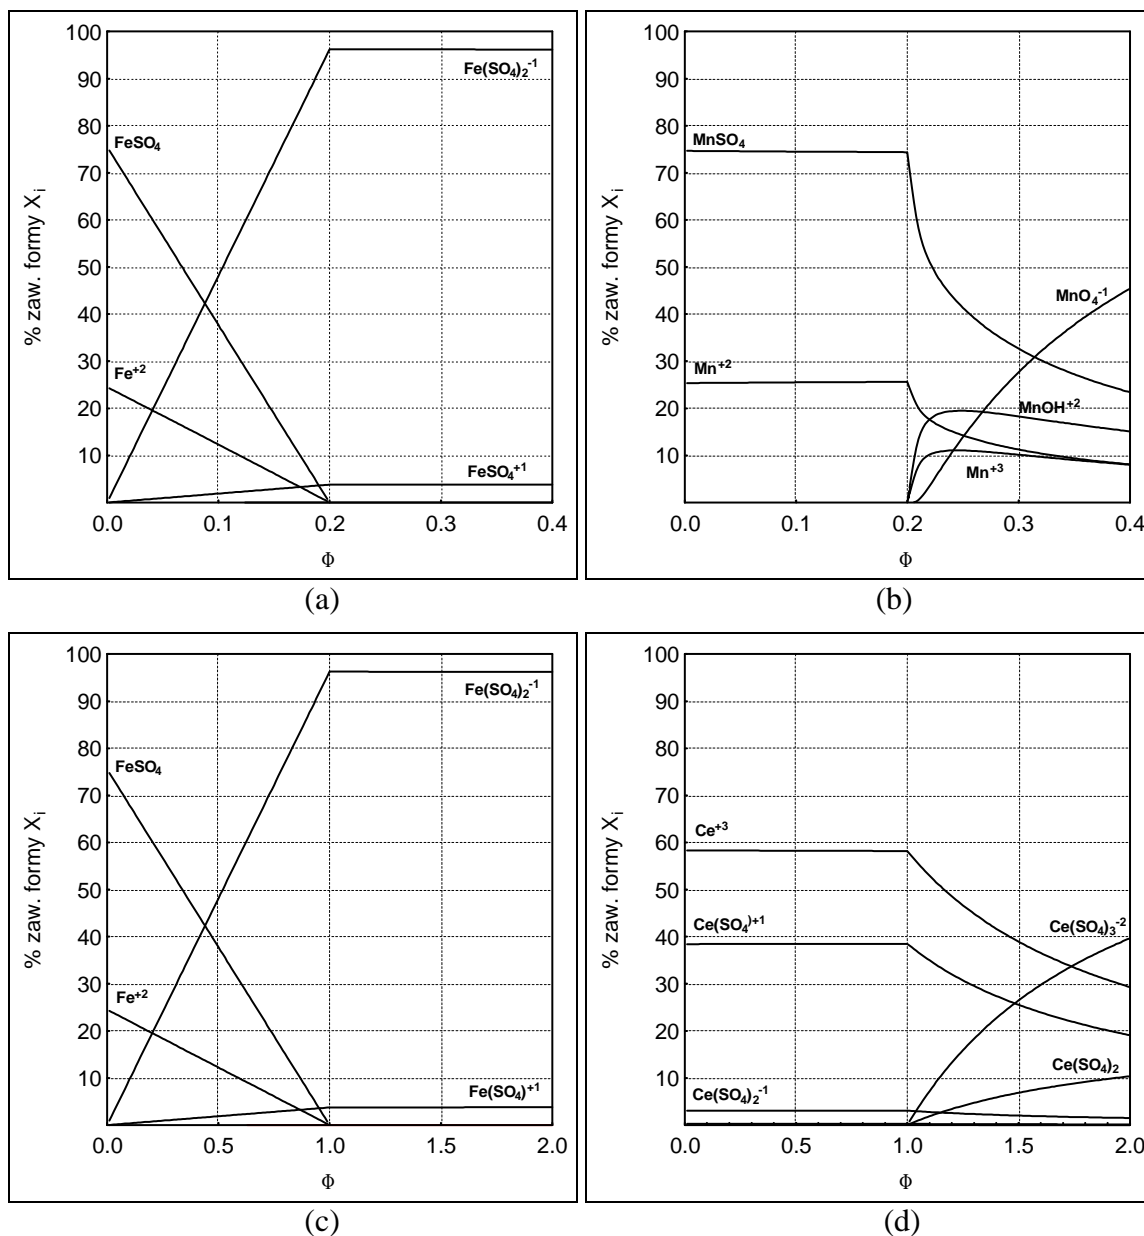 100
90
80
70
60
50
40
30
20
10
% zaw. formy Xi
Fe(SO4)2-1
FeSO4
Fe+2
FeSO4+1
0.0 0.1 0.2 0.3 0.4
Φ
(a)
100
90
80
70
60
50
40
30
20
10
% zaw. formy Xi
MnSO4
MnO4-1
Mn+2
MnOH+2
Mn+3
0.0 0.1 0.2 0.3 0.4
Φ
(b)
100
90
80
70
60
50
40
30
20
10
% zaw. formy Xi
Fe(SO4)2-1
FeSO4
Fe+2
Fe(SO4)+1
0.0 0.5 1.0 1.5 2.0
Φ
(c)
100
90
80
70
60
50
40
30
20
10
% zaw. formy Xi
Ce+3
Ce(SO4)+1
Ce(SO4)3-2
Ce(SO4)2
Ce(SO4)2-1
0.0 0.5 1.0 1.5 2.0
Φ
(d)